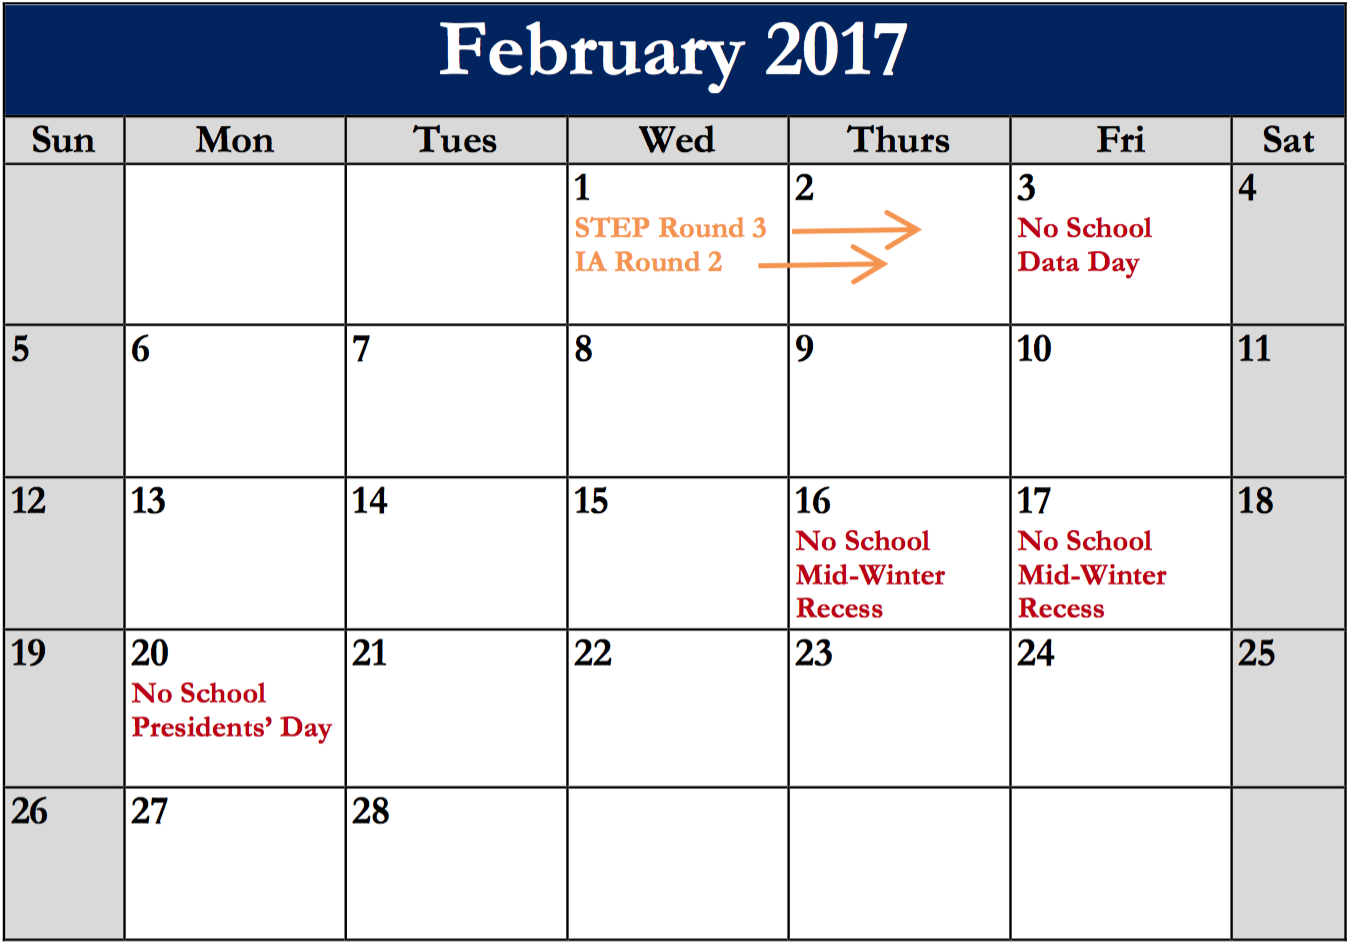 February 2017
Sun Mon Tues Wed Thurs Fri Sat
1 2 3 4
STEP Round 3 No School
IA Round 2 Data Day
5 6 7 8 9 10 11
12 13 14 15 16 17 18
No School No School
Mid-Winter Mid-Winter
Recess Recess
19 20 21 22 23 24 25
No School
Presidents’ Day
26 27 28